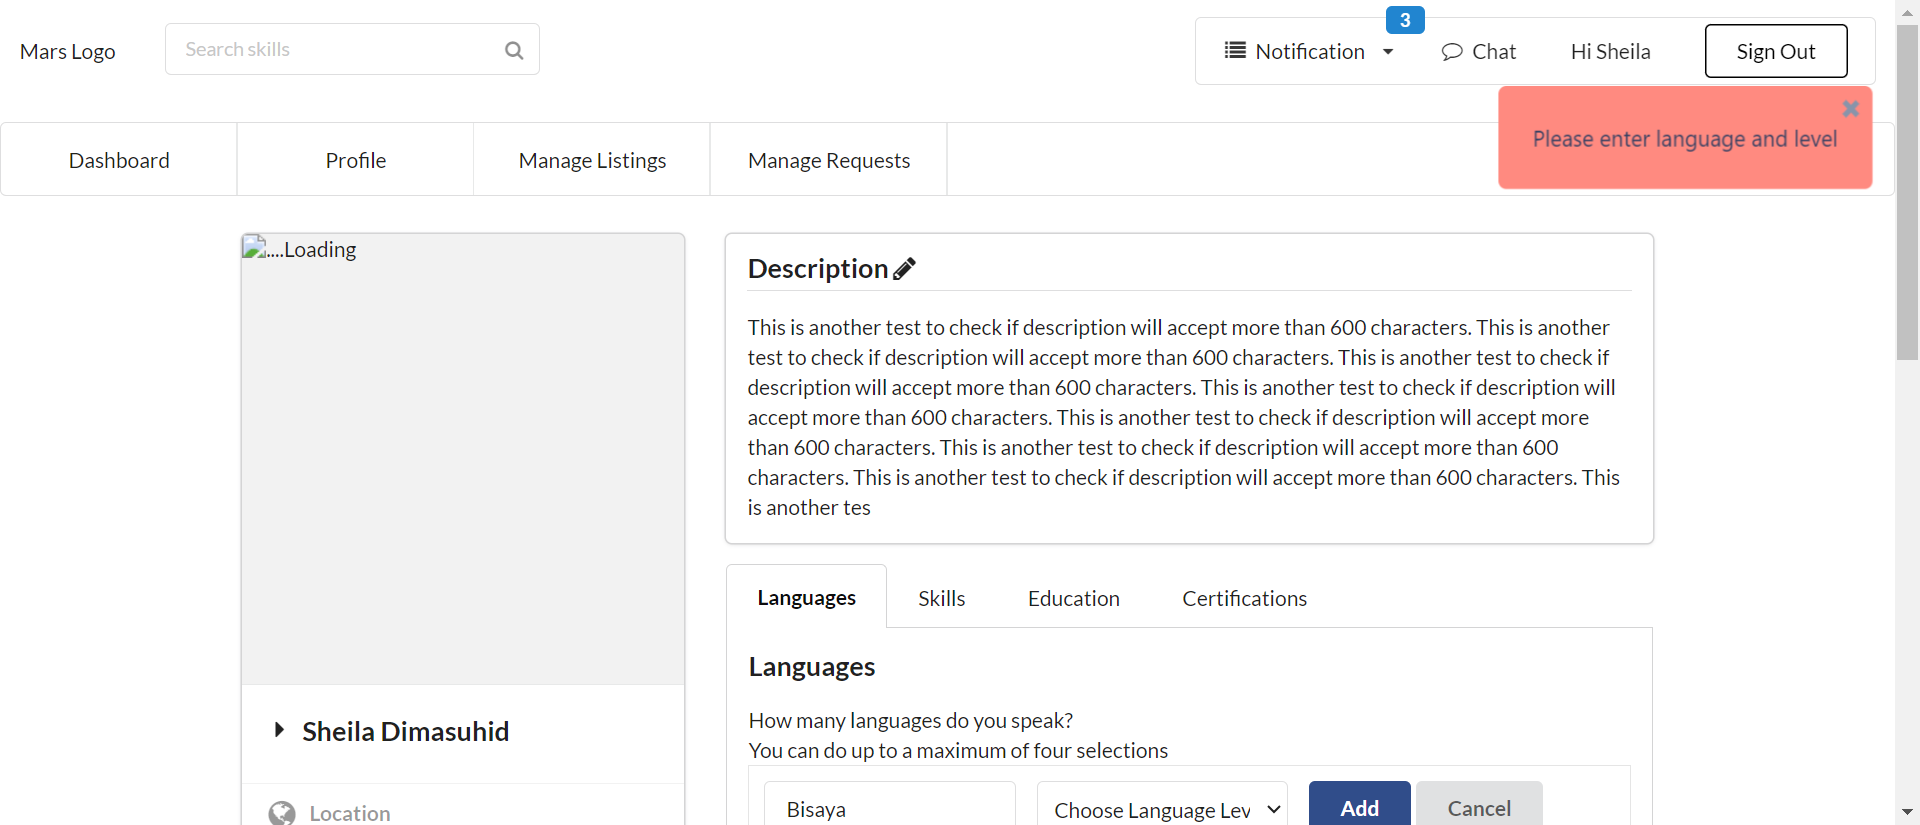 Mars Logo
Search skills
3
Notification
Chat
Hi Sheila
Sign Out
Please enter language and level
Dashboard
Profile
Manage Listings
Manage Requests
....Loading
Description
This is another test to check if description will accept more than 600 characters. This is another
test to check if description will accept more than 600 characters. This is another test to check if
description will accept more than 600 characters. This is another test to check if description will
accept more than 600 characters. This is another test to check if description will accept more
than 600 characters. This is another test to check if description will accept more than 600
characters. This is another test to check if description will accept more than 600 characters. This
is another tes
Languages
Skills
Education
Certifications
Languages
How many languages do you speak?
You can do up to a maximum of four selections
Bisaya
Choose Language Lev
Add
Cancel
Sheila Dimasuhid
Location